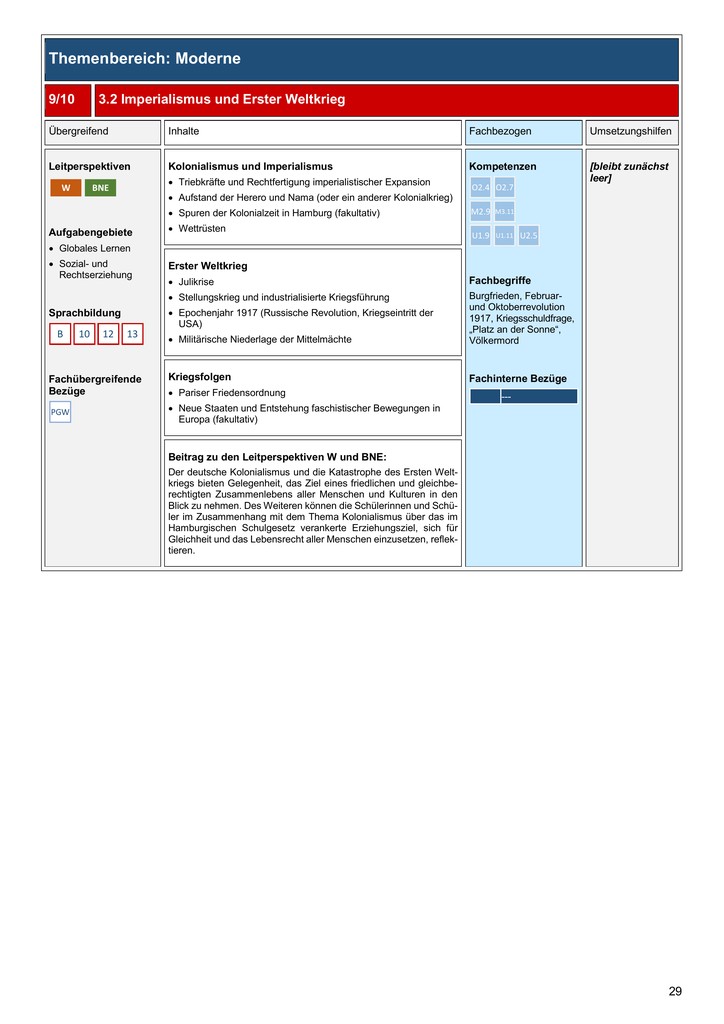 Themenbereich: Moderne
9/10 3.2 Imperialismus und Erster Weltkrieg
Übergreifend
Inhalte
Fachbezogen
Umsetzungshilfen
Leitperspektiven
W BNE
Aufgabengebiete
• Globales Lernen
• Sozial- und
Rechtserziehung
Sprachbildung
B 10 12 13
Fachübergreifende
Bezüge
PGW
Kolonialismus und Imperialismus
• Triebkräfte und Rechtfertigung imperialistischer Expansion
• Aufstand der Herero und Nama (oder ein anderer Kolonialkrieg)
• Spuren der Kolonialzeit in Hamburg (fakultativ)
• Wettrüsten
Erster Weltkrieg
• Julikrise
• Stellungskrieg und industrialisierte Kriegsführung
• Epochenjahr 1917 (Russische Revolution, Kriegseintritt der
USA)
• Militärische Niederlage der Mittelmächte
Kriegsfolgen
• Pariser Friedensordnung
• Neue Staaten und Entstehung faschistischer Bewegungen in
Europa (fakultativ)
Beitrag zu den Leitperspektiven W und BNE:
Der deutsche Kolonialismus und die Katastrophe des Ersten Welt-
kriegs bieten Gelegenheit, das Ziel eines friedlichen und gleichbe-
rechtigten Zusammenlebens aller Menschen und Kulturen in den
Blick zu nehmen. Des Weiteren können die Schülerinnen und Schü-
ler im Zusammenhang mit dem Thema Kolonialismus über das im
Hamburgischen Schulgesetz verankerte Erziehungsziel, sich für
Gleichheit und das Lebensrecht aller Menschen einzusetzen, reflek-
tieren.
Kompetenzen
O2.4 O2.7
M2.9 M3.11
U1.9 U1.11 U2.5
Fachbegriffe
Burgfrieden, Februar-
und Oktoberrevolution
1917, Kriegsschuldfrage,
„Platz an der Sonne“,
Völkermord
Fachinterne Bezüge
---
[bleibt zunächst
leer]
29